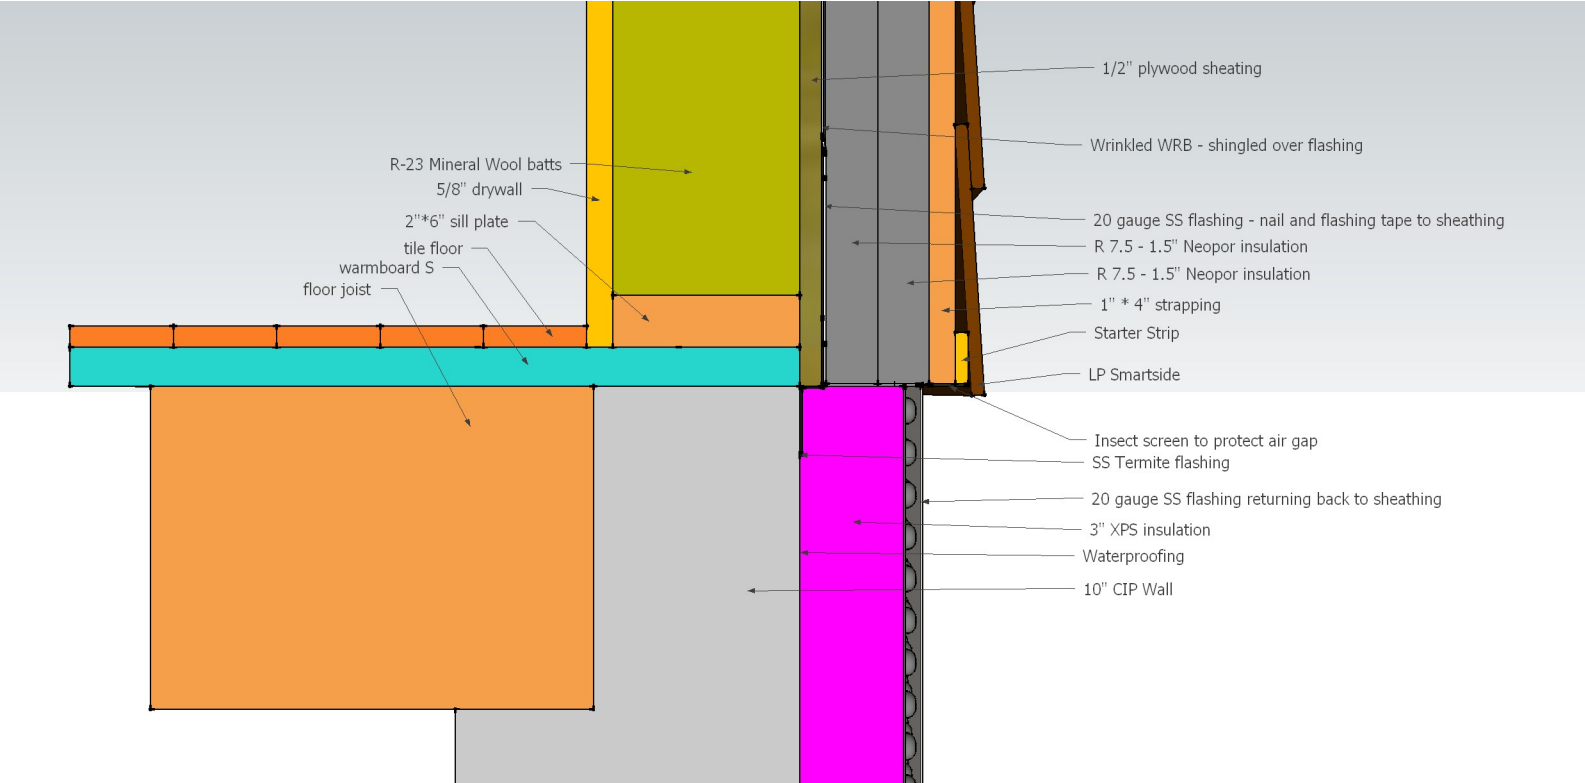 R-23 Mineral Wool batts
5/8" drywall
2"*6" sill plate
tile floor
warmboard S
floor joist
1/2" plywood sheating
Wrinkled WRB - shingled over flashing
20 gauge SS flashing - nail and flashing tape to sheathing
R 7.5 - 1.5" Neopor insulation
R 7.5 - 1.5" Neopor insulation
1" * 4" strapping
Starter Strip
LP Smartside
Insect screen to protect air gap
SS Termite flashing
20 gauge SS flashing returning back to sheathing
3" XPS insulation
Waterproofing
10" CIP Wall